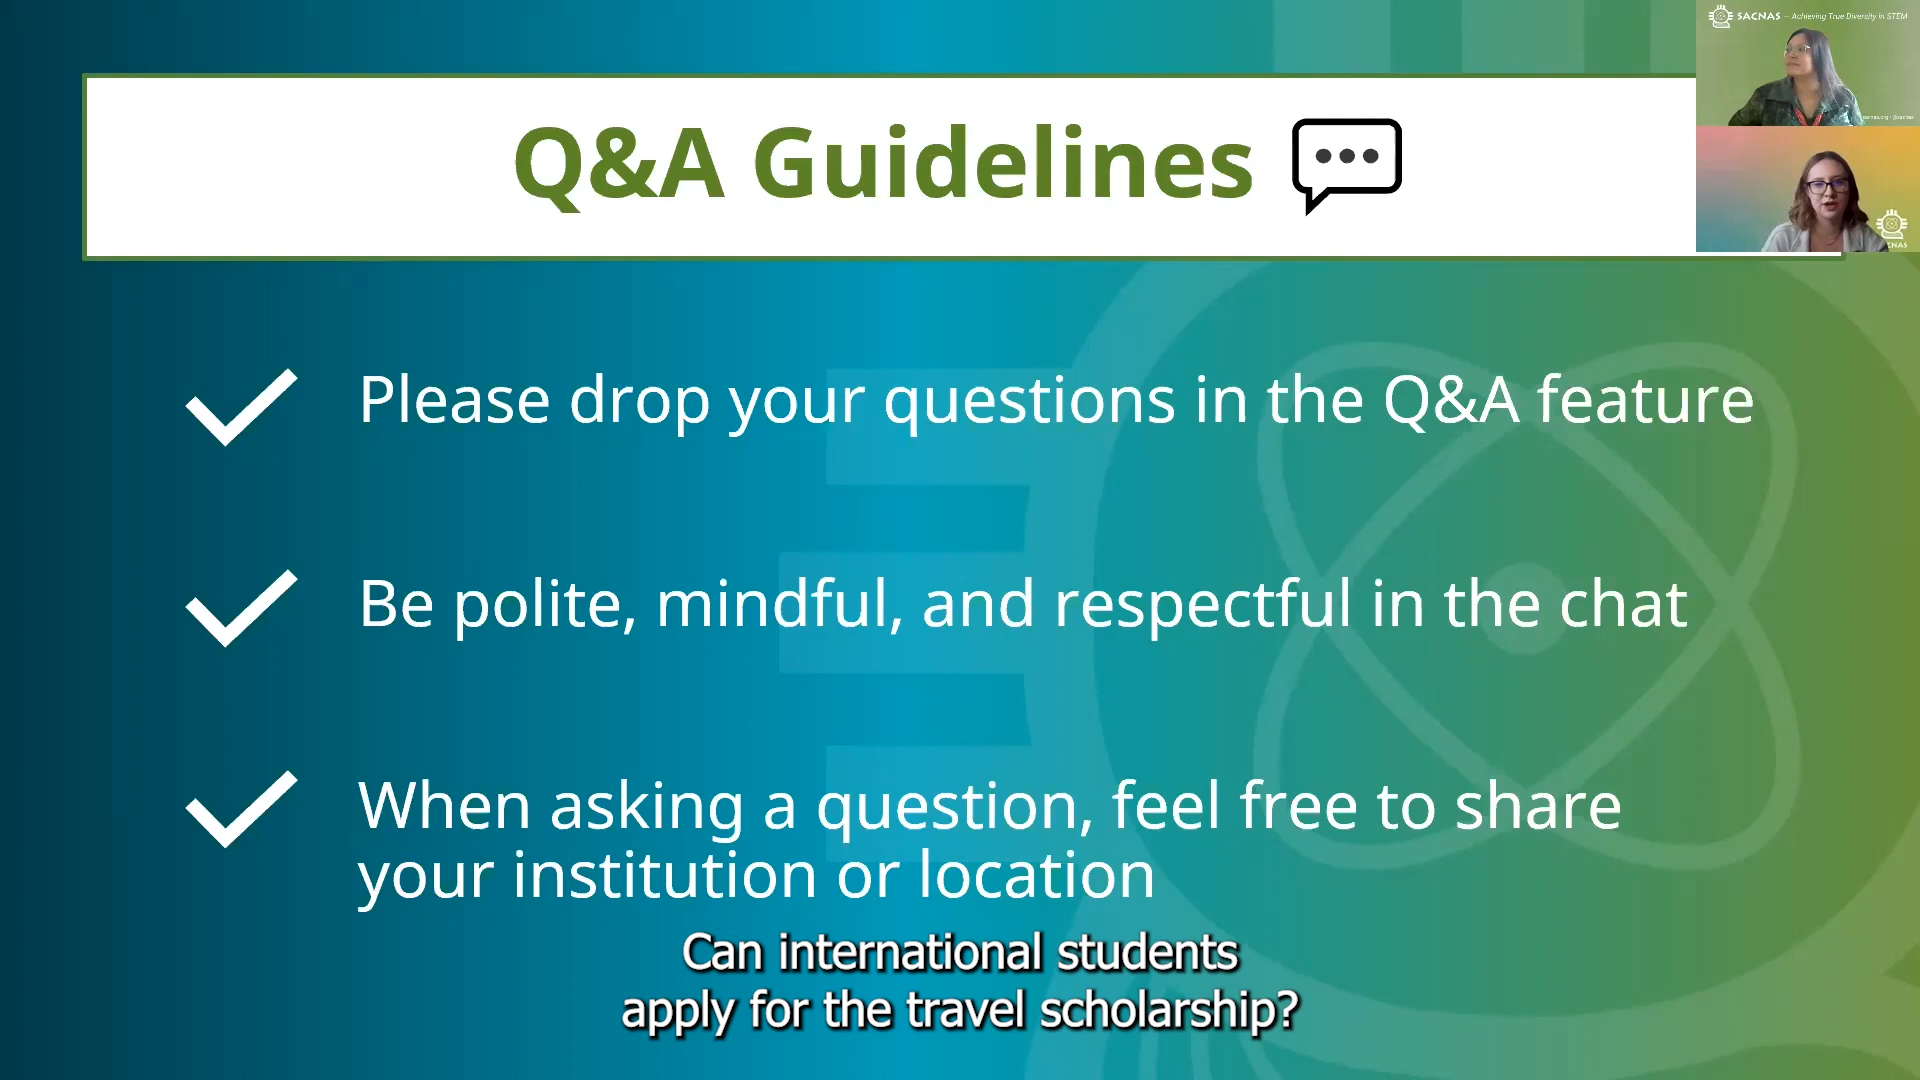 SACNAS – Achieving True Diversity in STEM
Q&A Guidelines
Please drop your questions in the Q&A feature
Be polite, mindful, and respectful in the chat
When asking a question, feel free to share
your institution or location
Can international students
apply for the travel scholarship?